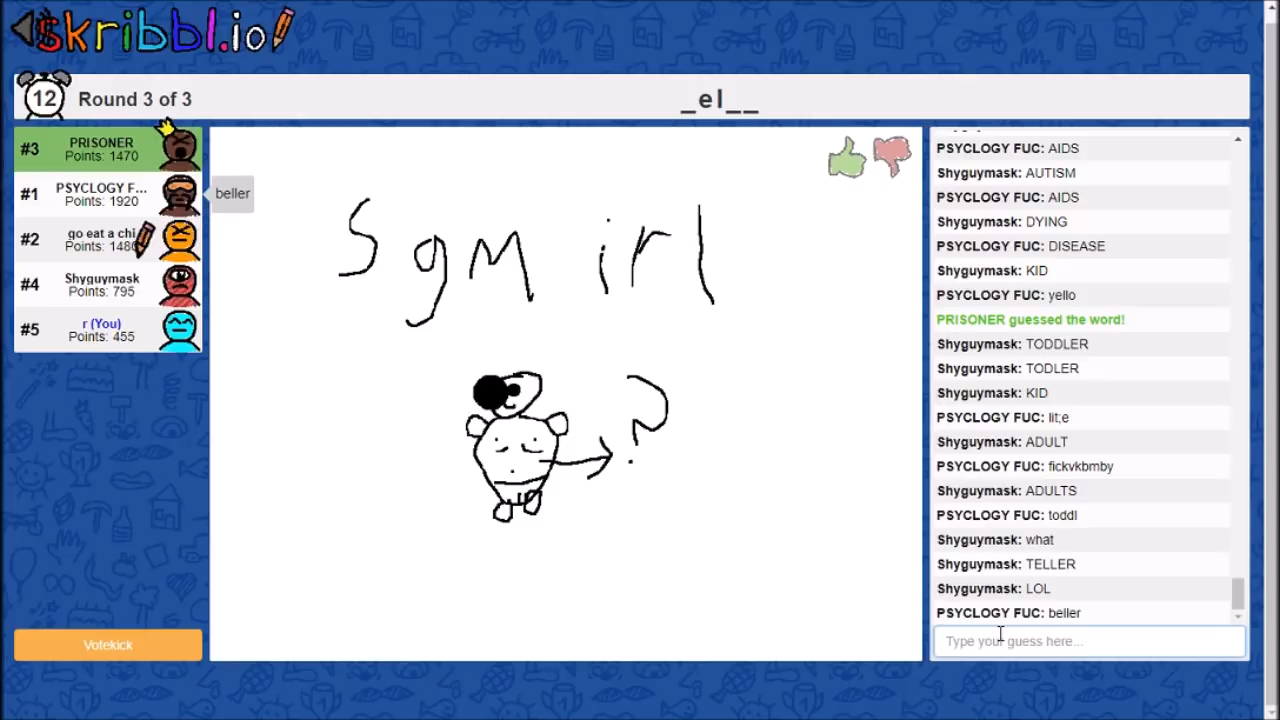 skribbl.io
12
Round 3 of 3
_el__
#3
PRISONER
Points: 1470
#1
PSYCLOGY F...
Points: 1920
beller
#2
go eat a chi
Points: 1480
#4
Shyguymask
Points: 795
#5
r (You)
Points: 455
Votekick
SgM irl
?
PSYCLOGY FUC: AIDS
Shyguymask: AUTISM
PSYCLOGY FUC: AIDS
Shyguymask: DYING
PSYCLOGY FUC: DISEASE
Shyguymask: KID
PSYCLOGY FUC: yello
PRISONER guessed the word!
Shyguymask: TODDLER
Shyguymask: TODLER
Shyguymask: KID
PSYCLOGY FUC: lit;e
Shyguymask: ADULT
PSYCLOGY FUC: fickvkbmby
Shyguymask: ADULTS
PSYCLOGY FUC: toddl
Shyguymask: what
Shyguymask: TELLER
Shyguymask: LOL
PSYCLOGY FUC: beller
Type your guess here...